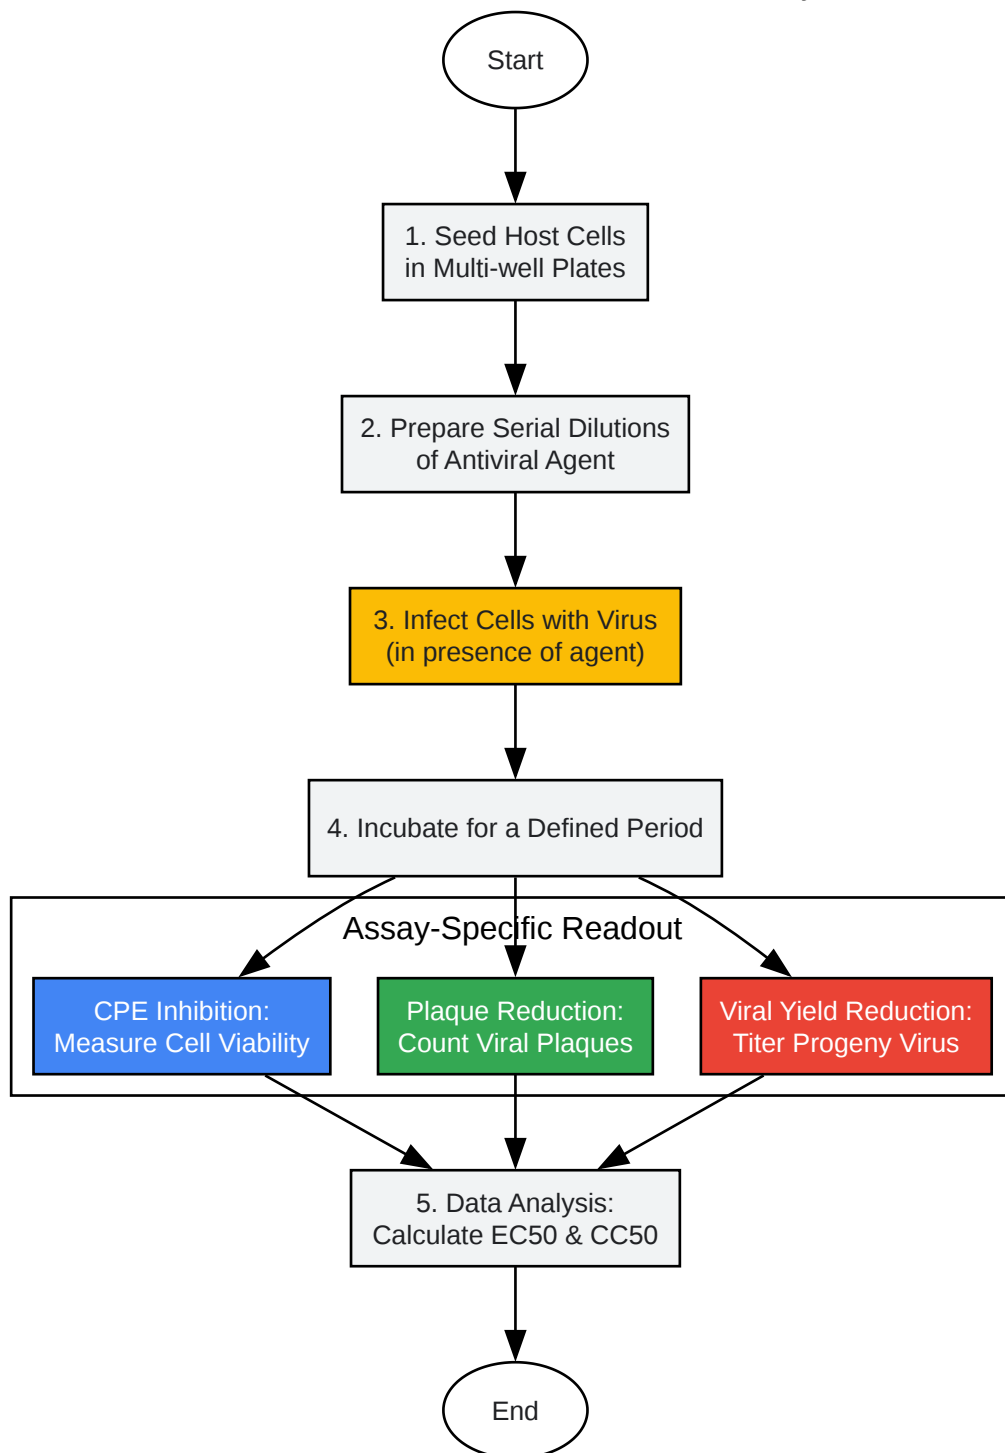 Start
1. Seed Host Cells
in Multi-well Plates
2. Prepare Serial Dilutions
of Antiviral Agent
3. Infect Cells with Virus
(in presence of agent)
4. Incubate for a Defined Period
Assay-Specific Readout
CPE Inhibition:
Measure Cell Viability
Plaque Reduction:
Count Viral Plaques
Viral Yield Reduction:
Titer Progeny Virus
5. Data Analysis:
Calculate EC50 & CC50
End